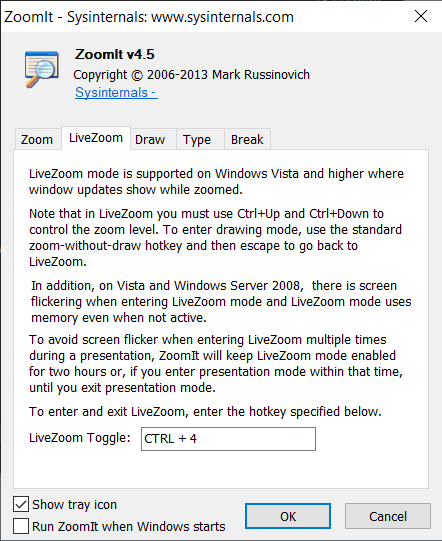 ZoomIt - Sysinternals: www.sysinternals.com
ZoomIt v4.5
Copyright © 2006-2013 Mark Russinovich
Sysinternals -
Zoom LiveZoom Draw Type Break
LiveZoom mode is supported on Windows Vista and higher where
window updates show while zoomed.
Note that in LiveZoom you must use Ctrl+Up and Ctrl+Down to
control the zoom level. To enter drawing mode, use the standard
zoom-without-draw hotkey and then escape to go back to
LiveZoom.
In addition, on Vista and Windows Server 2008,  there is screen
flickering when entering LiveZoom mode and LiveZoom mode uses
memory even when not active.
To avoid screen flicker when entering LiveZoom multiple times
during a presentation, ZoomIt will keep LiveZoom mode enabled
for two hours or, if you enter presentation mode within that time,
until you exit presentation mode.
To enter and exit LiveZoom, enter the hotkey specified below.
LiveZoom Toggle: CTRL + 4
Show tray icon
Run ZoomIt when Windows starts
OK Cancel